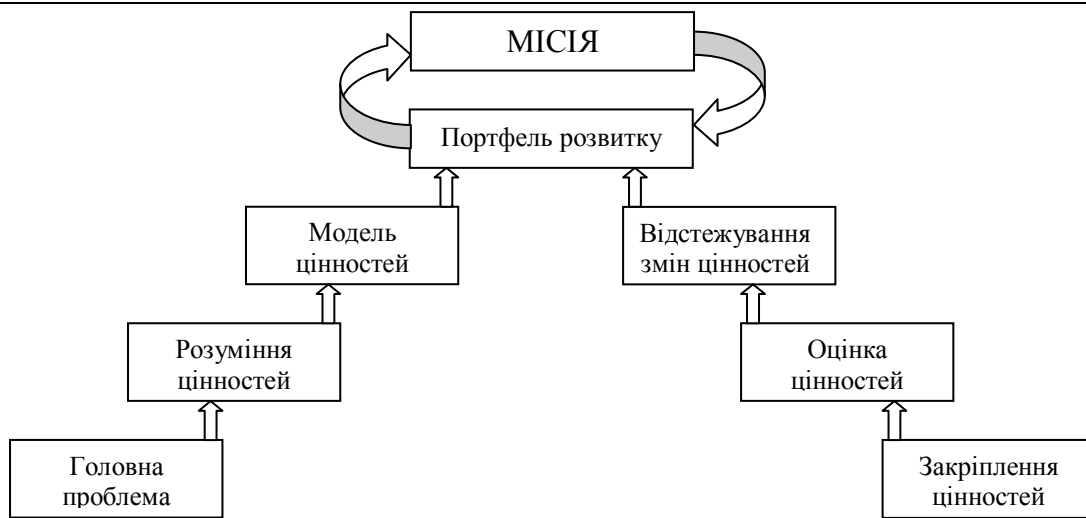 МІСІЯ
Портфель розвитку
Модель
цінностей
Відстежування
змін цінностей
Розуміння
цінностей
Оцінка
цінностей
Головна
проблема
Закріплення
цінностей